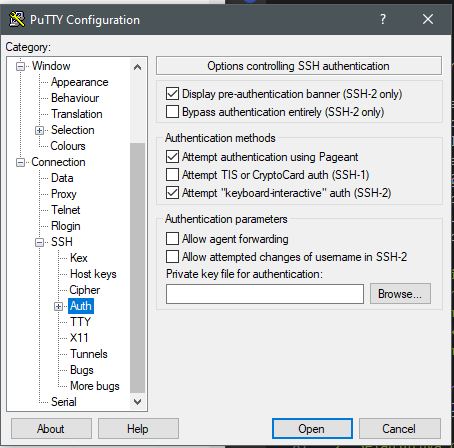 PuTTY Configuration
Category:
Window
Appearance
Behaviour
Translation
Selection
Colours
Connection
Data
Proxy
Telnet
Rlogin
SSH
Kex
Host keys
Cipher
Auth
TTY
X11
Tunnels
Bugs
More bugs
Serial
Options controlling SSH authentication
Display pre-authentication banner (SSH-2 only)
Bypass authentication entirely (SSH-2 only)
Authentication methods
Attempt authentication using Pageant
Attempt TIS or CryptoCard auth (SSH-1)
Attempt "keyboard-interactive" auth (SSH-2)
Authentication parameters
Allow agent forwarding
Allow attempted changes of username in SSH-2
Private key file for authentication:
Browse...
About
Help
Open
Cancel